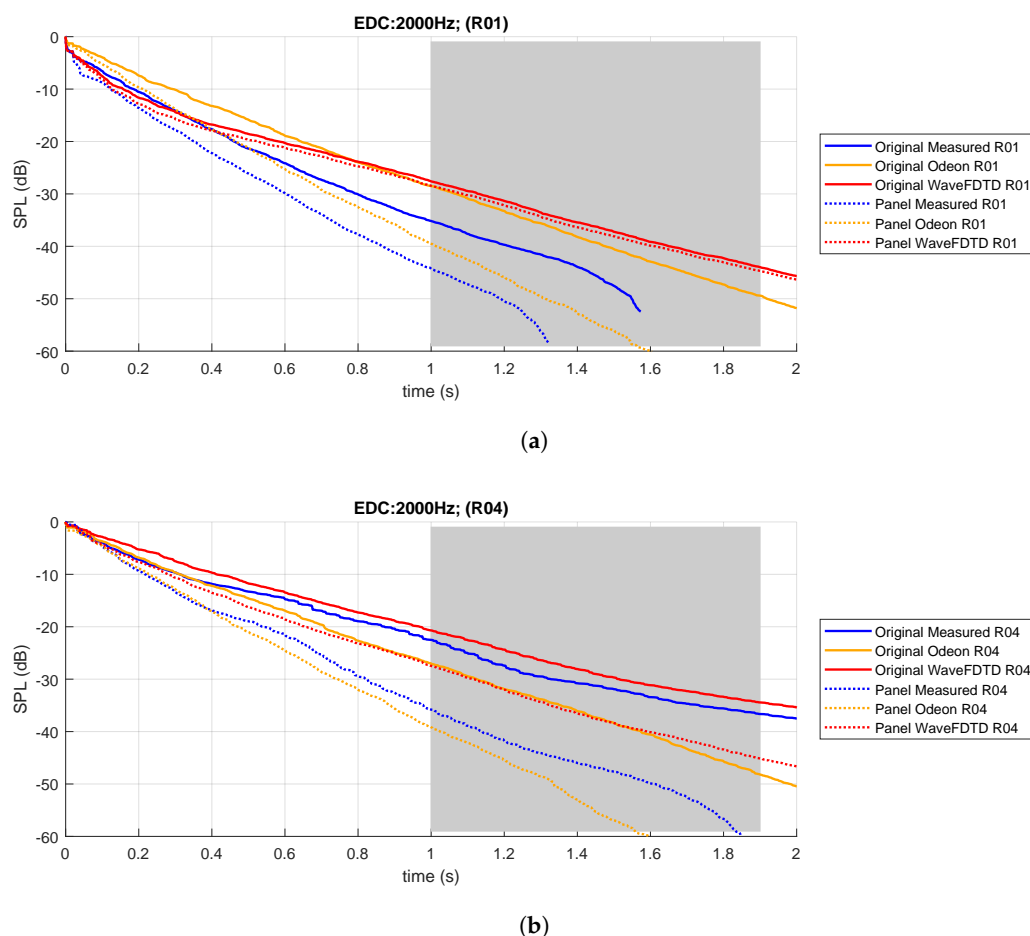 EDC:2000Hz; (R01)
SPL (dB)
0
-10
-20
-30
-40
-50
-60
0 0.2 0.4 0.6 0.8 1 1.2 1.4 1.6 1.8 2
time (s)
Original Measured R01
Original Odeon R01
Original WaveFDTD R01
Panel Measured R01
Panel Odeon R01
Panel WaveFDTD R01
(a)
EDC:2000Hz; (R04)
SPL (dB)
0
-10
-20
-30
-40
-50
-60
0 0.2 0.4 0.6 0.8 1 1.2 1.4 1.6 1.8 2
time (s)
Original Measured R04
Original Odeon R04
Original WaveFDTD R04
Panel Measured R04
Panel Odeon R04
Panel WaveFDTD R04
(b)